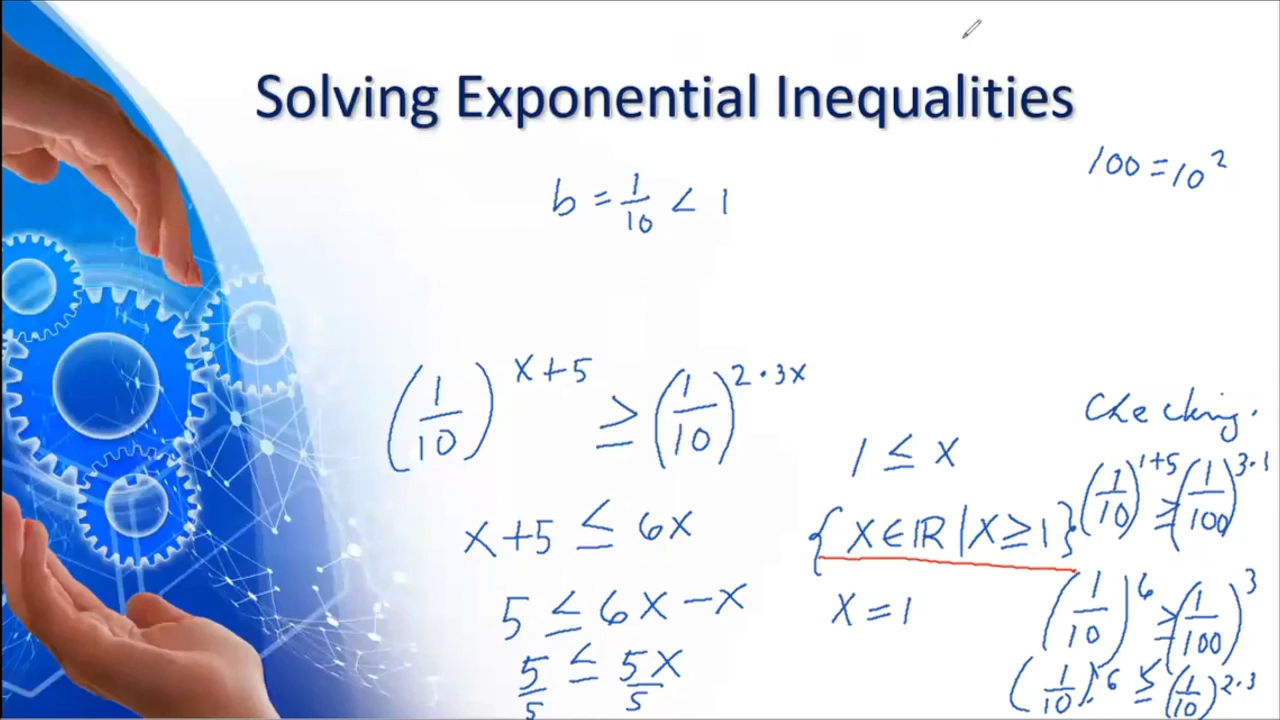 Solving Exponential Inequalities
100 = 10²
b = 1/10 < 1
(1/10)^(x+5) ≥ (1/10)^(2·3x)
x+5 ≤ 6x
5 ≤ 6x − x
5/5 ≤ 5x/5
1 ≤ x
{x ∈ ℝ | x ≥ 1}
x = 1
Checking.
(1/10)^(1+5) ≥ (1/100)^(3·1)
(1/10)^6 ≥ (1/100)^3
(1/10)^6 ≥ (1/10)^(2·3)